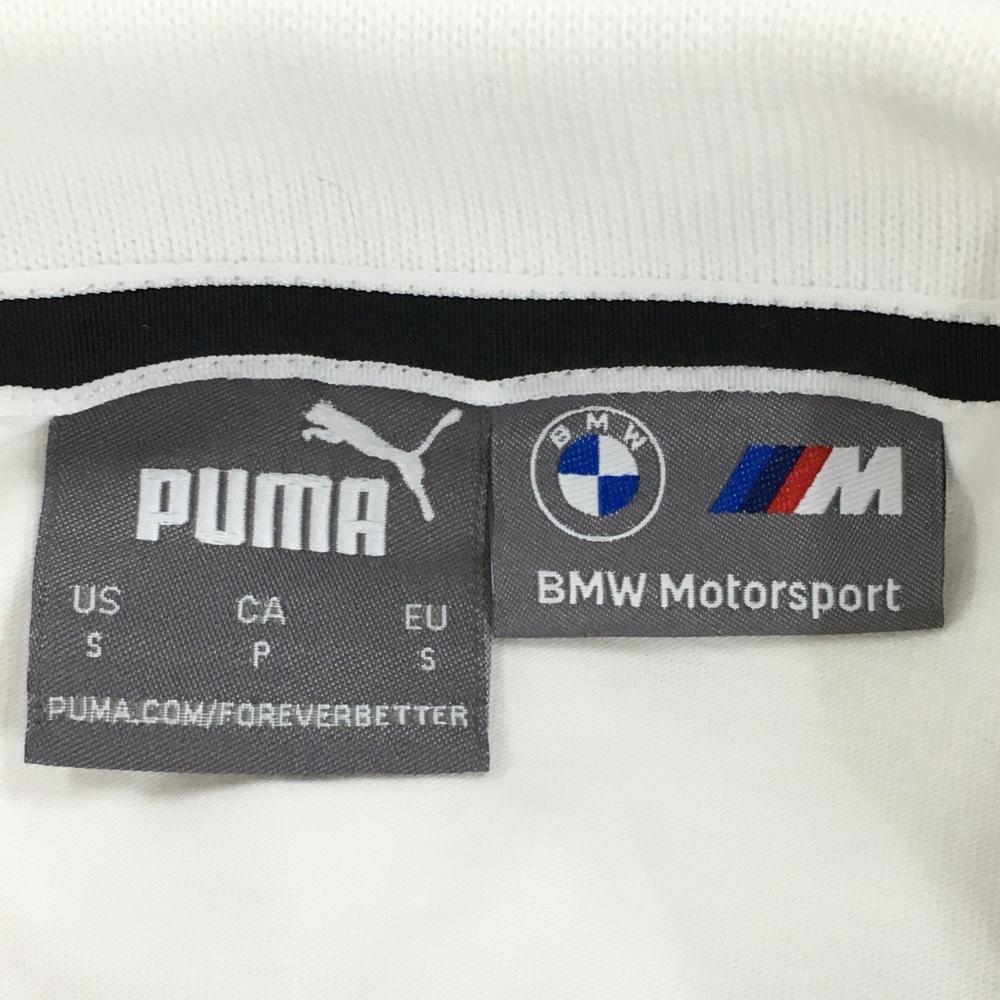 PUMA
US CA EU
S P S
PUMA.COM/FOREVERBETTER
BMW
M
BMW Motorsport